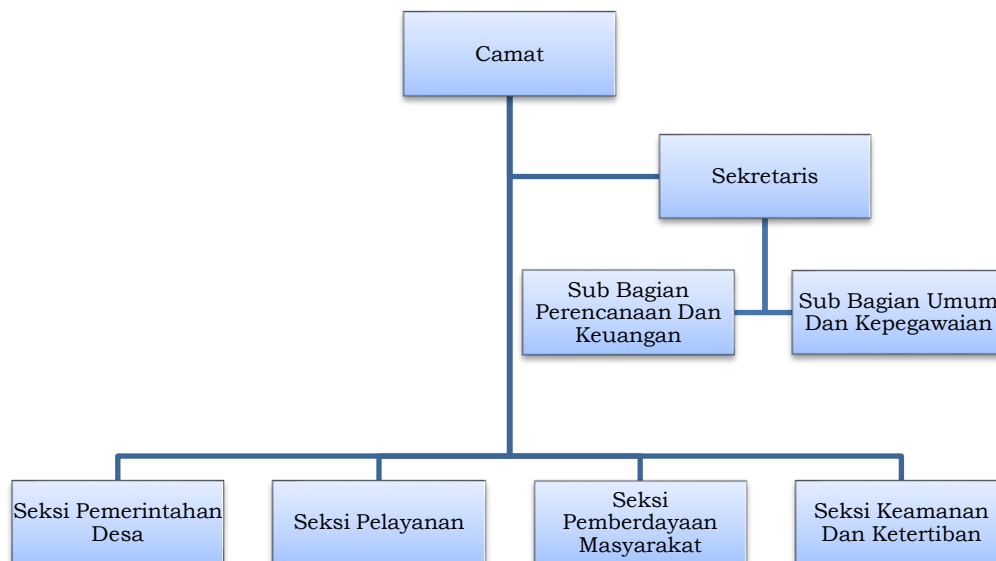 Camat
Sekretaris
Sub Bagian
Perencanaan Dan
Keuangan
Sub Bagian Umum
Dan Kepegawaian
Seksi Pemerintahan
Desa
Seksi Pelayanan
Seksi
Pemberdayaan
Masyarakat
Seksi Keamanan
Dan Ketertiban